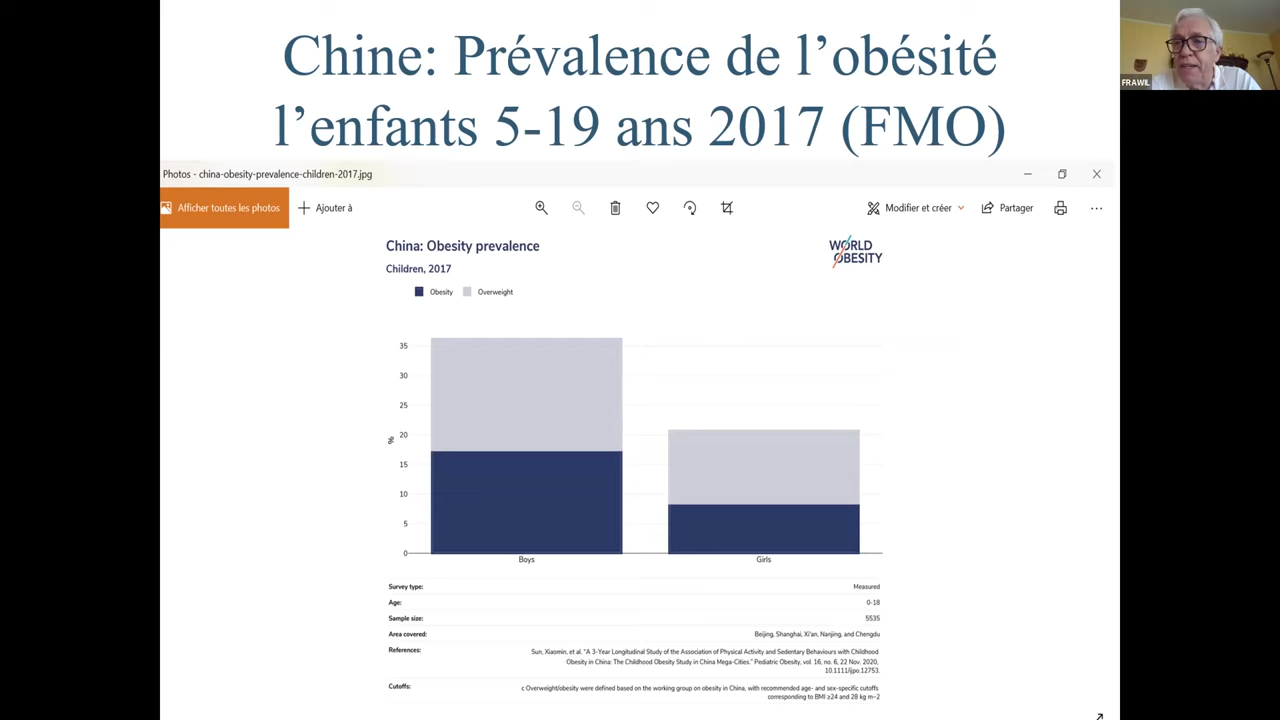 Chine: Prévalence de l’obésité
l’enfants 5-19 ans 2017 (FMO)
FRAWIL
Photos - china-obesity-prevalence-children-2017.jpg
Afficher toutes les photos
Ajouter à
Modifier et créer
Partager
China: Obesity prevalence
Children, 2017
WORLD
OBESITY
Obesity
Overweight
35
30
25
20
%
15
10
5
0
Boys
Girls
Survey type: Measured
Age: 0-18
Sample size: 5535
Area covered: Beijing, Shanghai, Xi'an, Nanjing, and Chengdu
References: Sun, Xiaomin, et al. “A 3-Year Longitudinal Study of the Association of Physical Activity and Sedentary Behaviours with Childhood
Obesity in China: The Childhood Obesity Study in China Mega-Cities.” Pediatric Obesity, vol. 16, no. 6, 22 Nov. 2020,
10.1111/ijpo.12753.
Cutoffs: c Overweight/obesity were defined based on the working group on obesity in China, with recommended age- and sex-specific cutoffs
corresponding to BMI ≥24 and 28 kg m−2